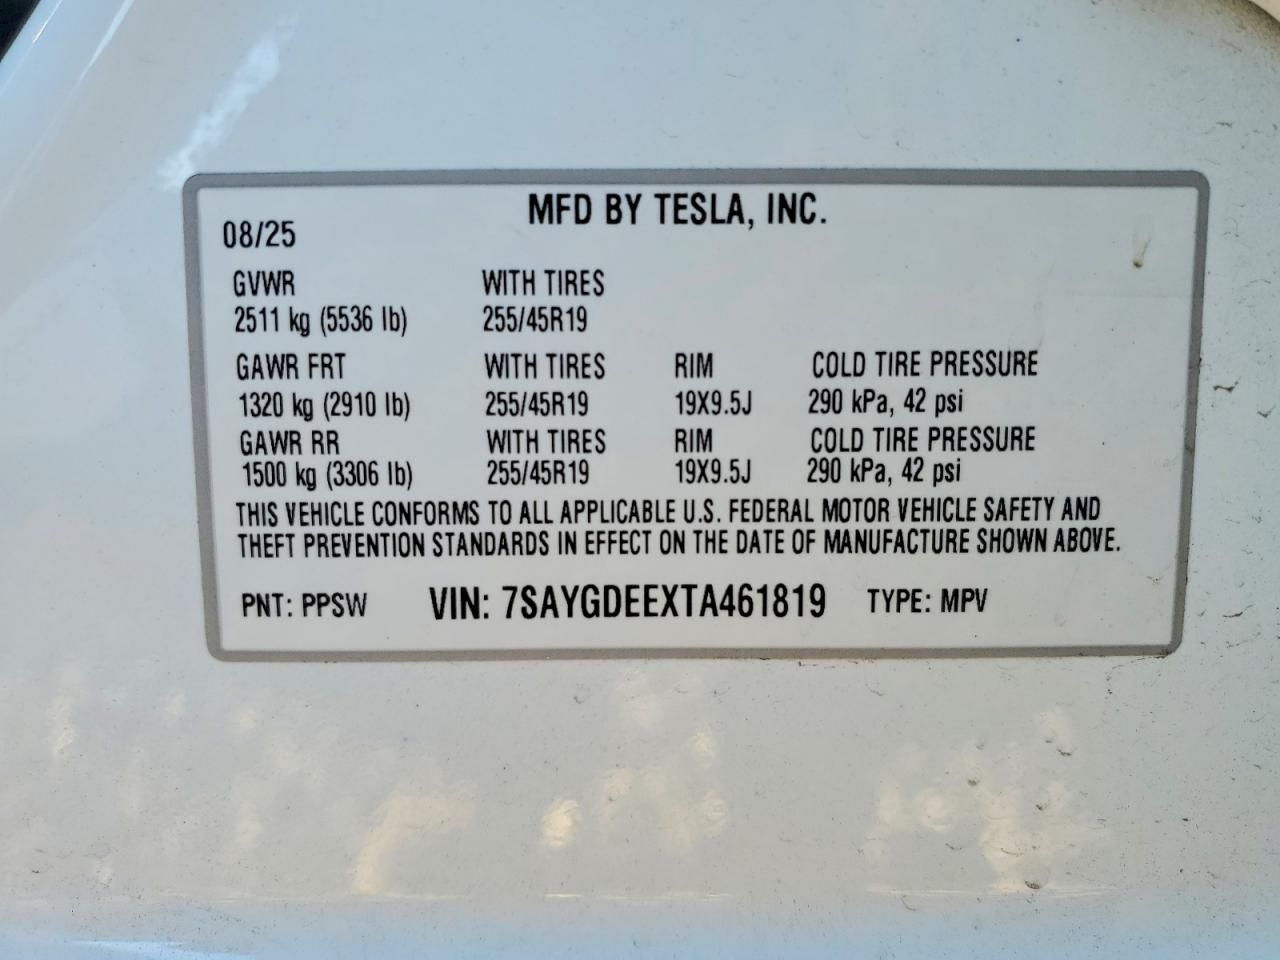 MFD BY TESLA, INC.
08/25
GVWR WITH TIRES
2511 kg (5536 lb) 255/45R19
GAWR FRT WITH TIRES RIM COLD TIRE PRESSURE
1320 kg (2910 lb) 255/45R19 19X9.5J 290 kPa, 42 psi
GAWR RR WITH TIRES RIM COLD TIRE PRESSURE
1500 kg (3306 lb) 255/45R19 19X9.5J 290 kPa, 42 psi
THIS VEHICLE CONFORMS TO ALL APPLICABLE U.S. FEDERAL MOTOR VEHICLE SAFETY AND
THEFT PREVENTION STANDARDS IN EFFECT ON THE DATE OF MANUFACTURE SHOWN ABOVE.
PNT: PPSW VIN: 7SAYGDEEXTA461819 TYPE: MPV